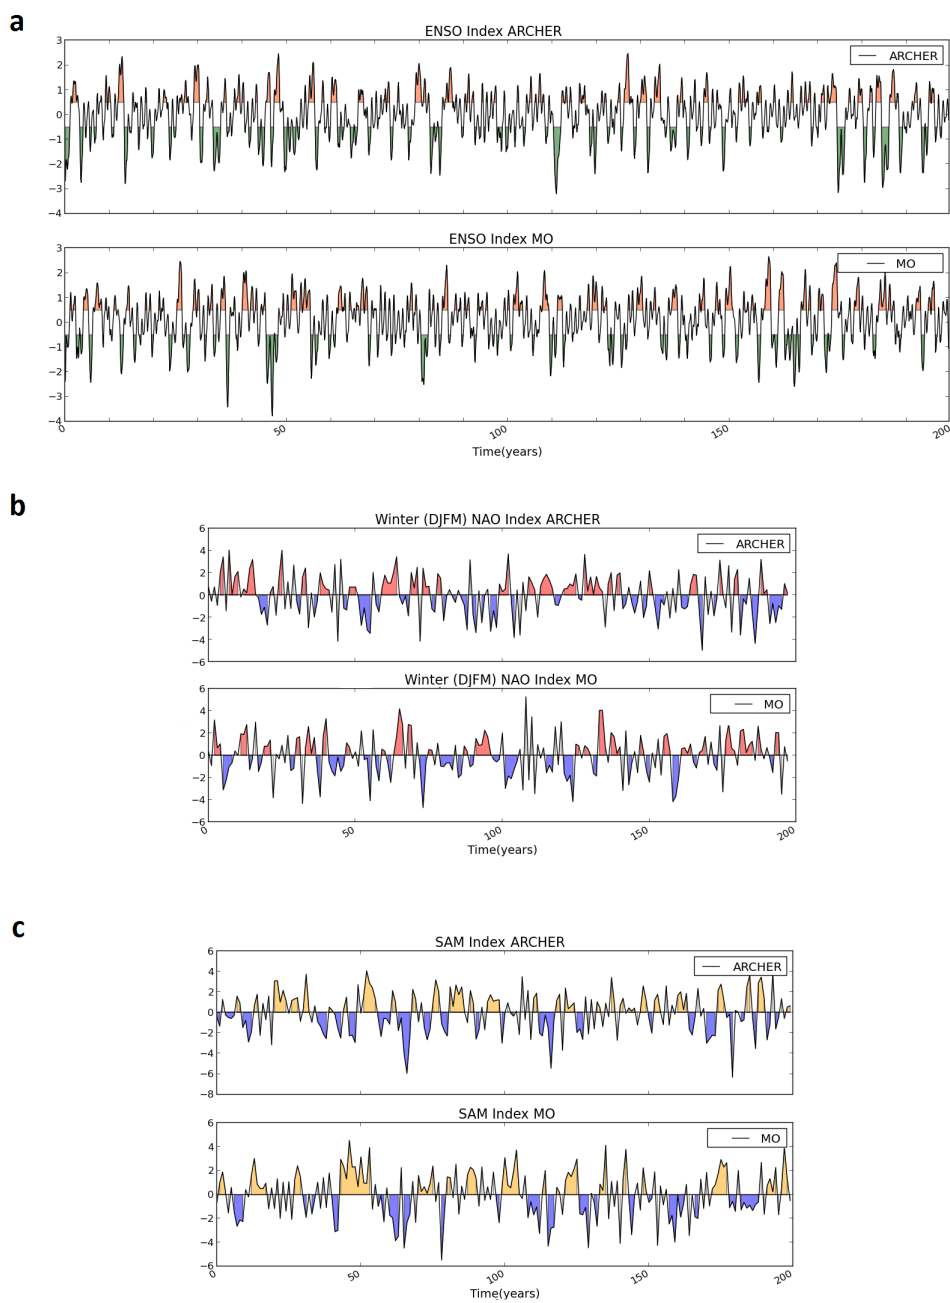 a
ENSO Index ARCHER
ARCHER
3
2
1
0
−1
−2
−3
−4
ENSO Index MO
MO
3
2
1
0
−1
−2
−3
−4
0 50 100 150 200
Time(years)
b
Winter (DJFM) NAO Index ARCHER
ARCHER
6
4
2
0
−2
−4
−6
Winter (DJFM) NAO Index MO
MO
6
4
2
0
−2
−4
−6
0 50 100 150 200
Time(years)
c
SAM Index ARCHER
ARCHER
6
4
2
0
−2
−4
−6
−8
SAM Index MO
MO
6
4
2
0
−2
−4
−6
0 50 100 150 200
Time(years)